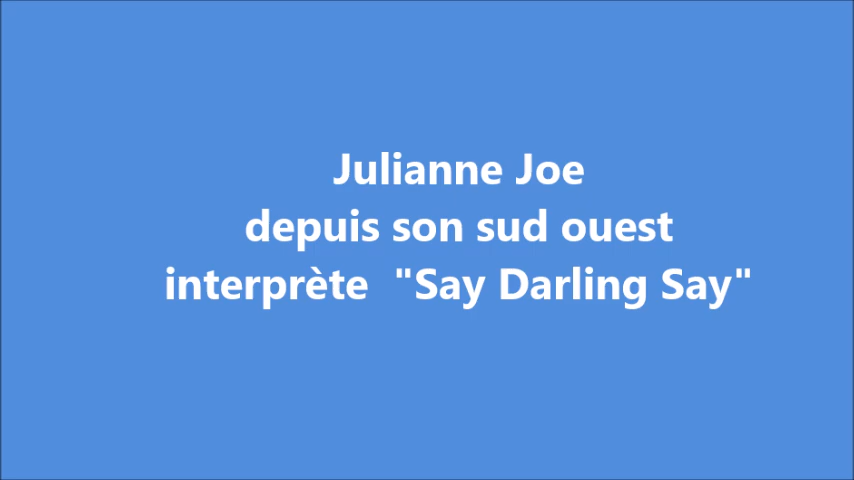 Julianne Joe
depuis son sud ouest
interprète  "Say Darling Say"